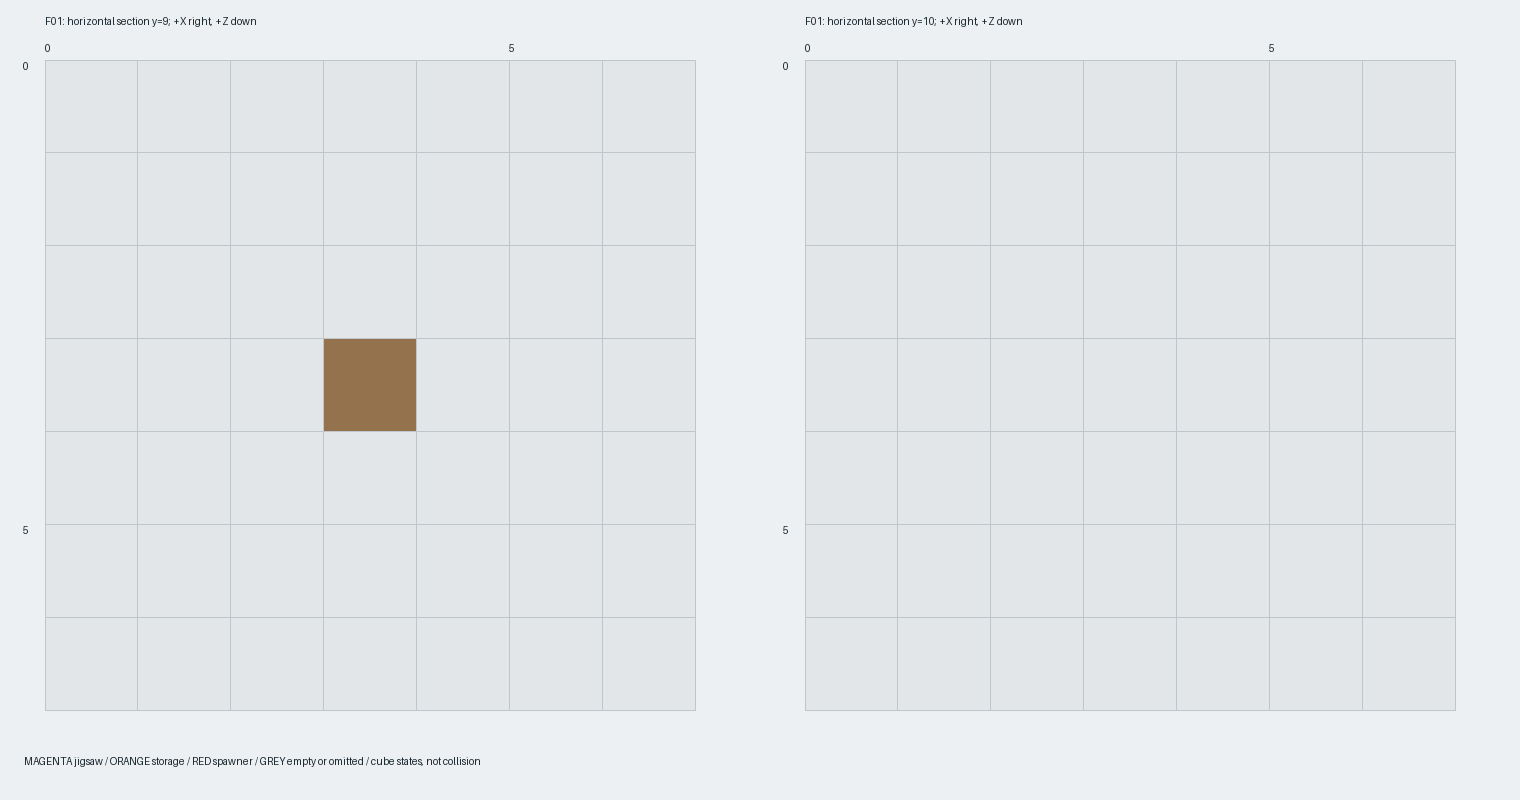 F01: horizontal section y=9; +X right, +Z down
F01: horizontal section y=10; +X right, +Z down
0 5
0 5
0
0
5
5
MAGENTA jigsaw / ORANGE storage / RED spawner / GREY empty or omitted / cube states, not collision